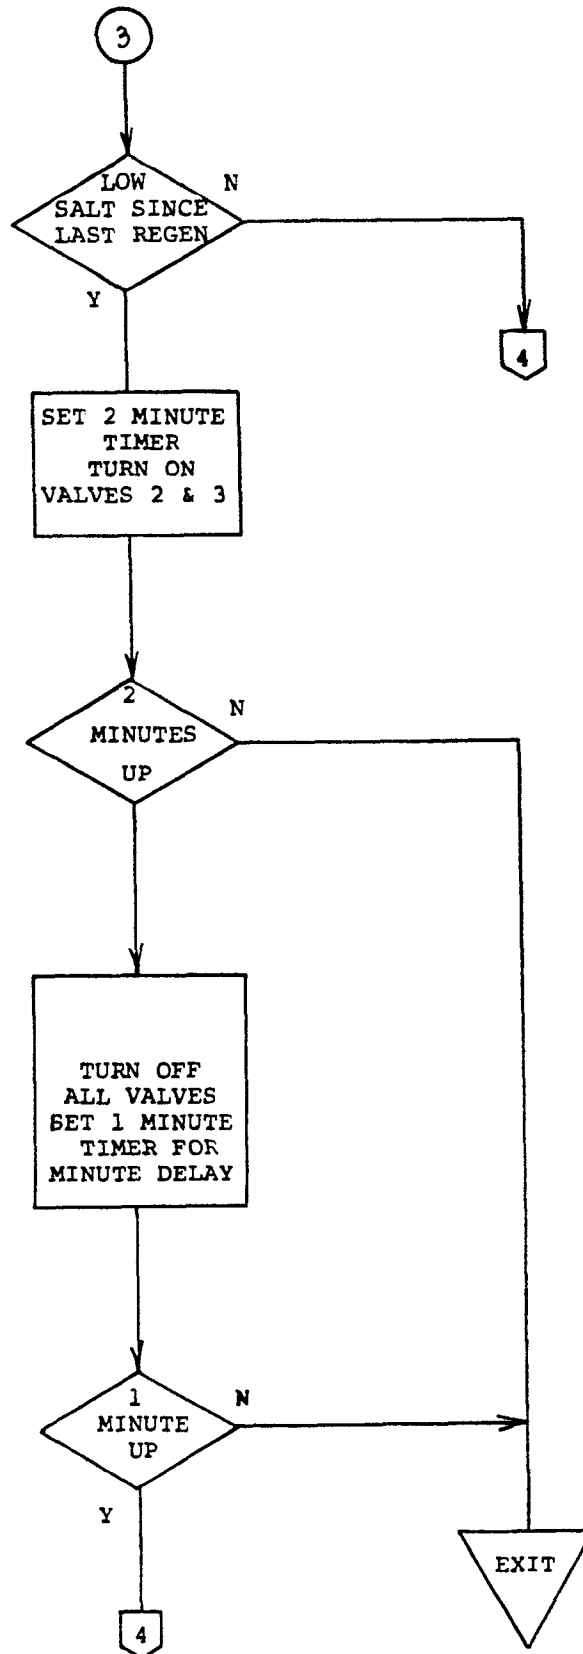 3
LOW
SALT SINCE
LAST REGEN
N
Y
4
SET 2 MINUTE
TIMER
TURN ON
VALVES 2 & 3
2
MINUTES
UP
N
TURN OFF
ALL VALVES
SET 1 MINUTE
TIMER FOR
MINUTE DELAY
1
MINUTE
UP
N
Y
EXIT
4